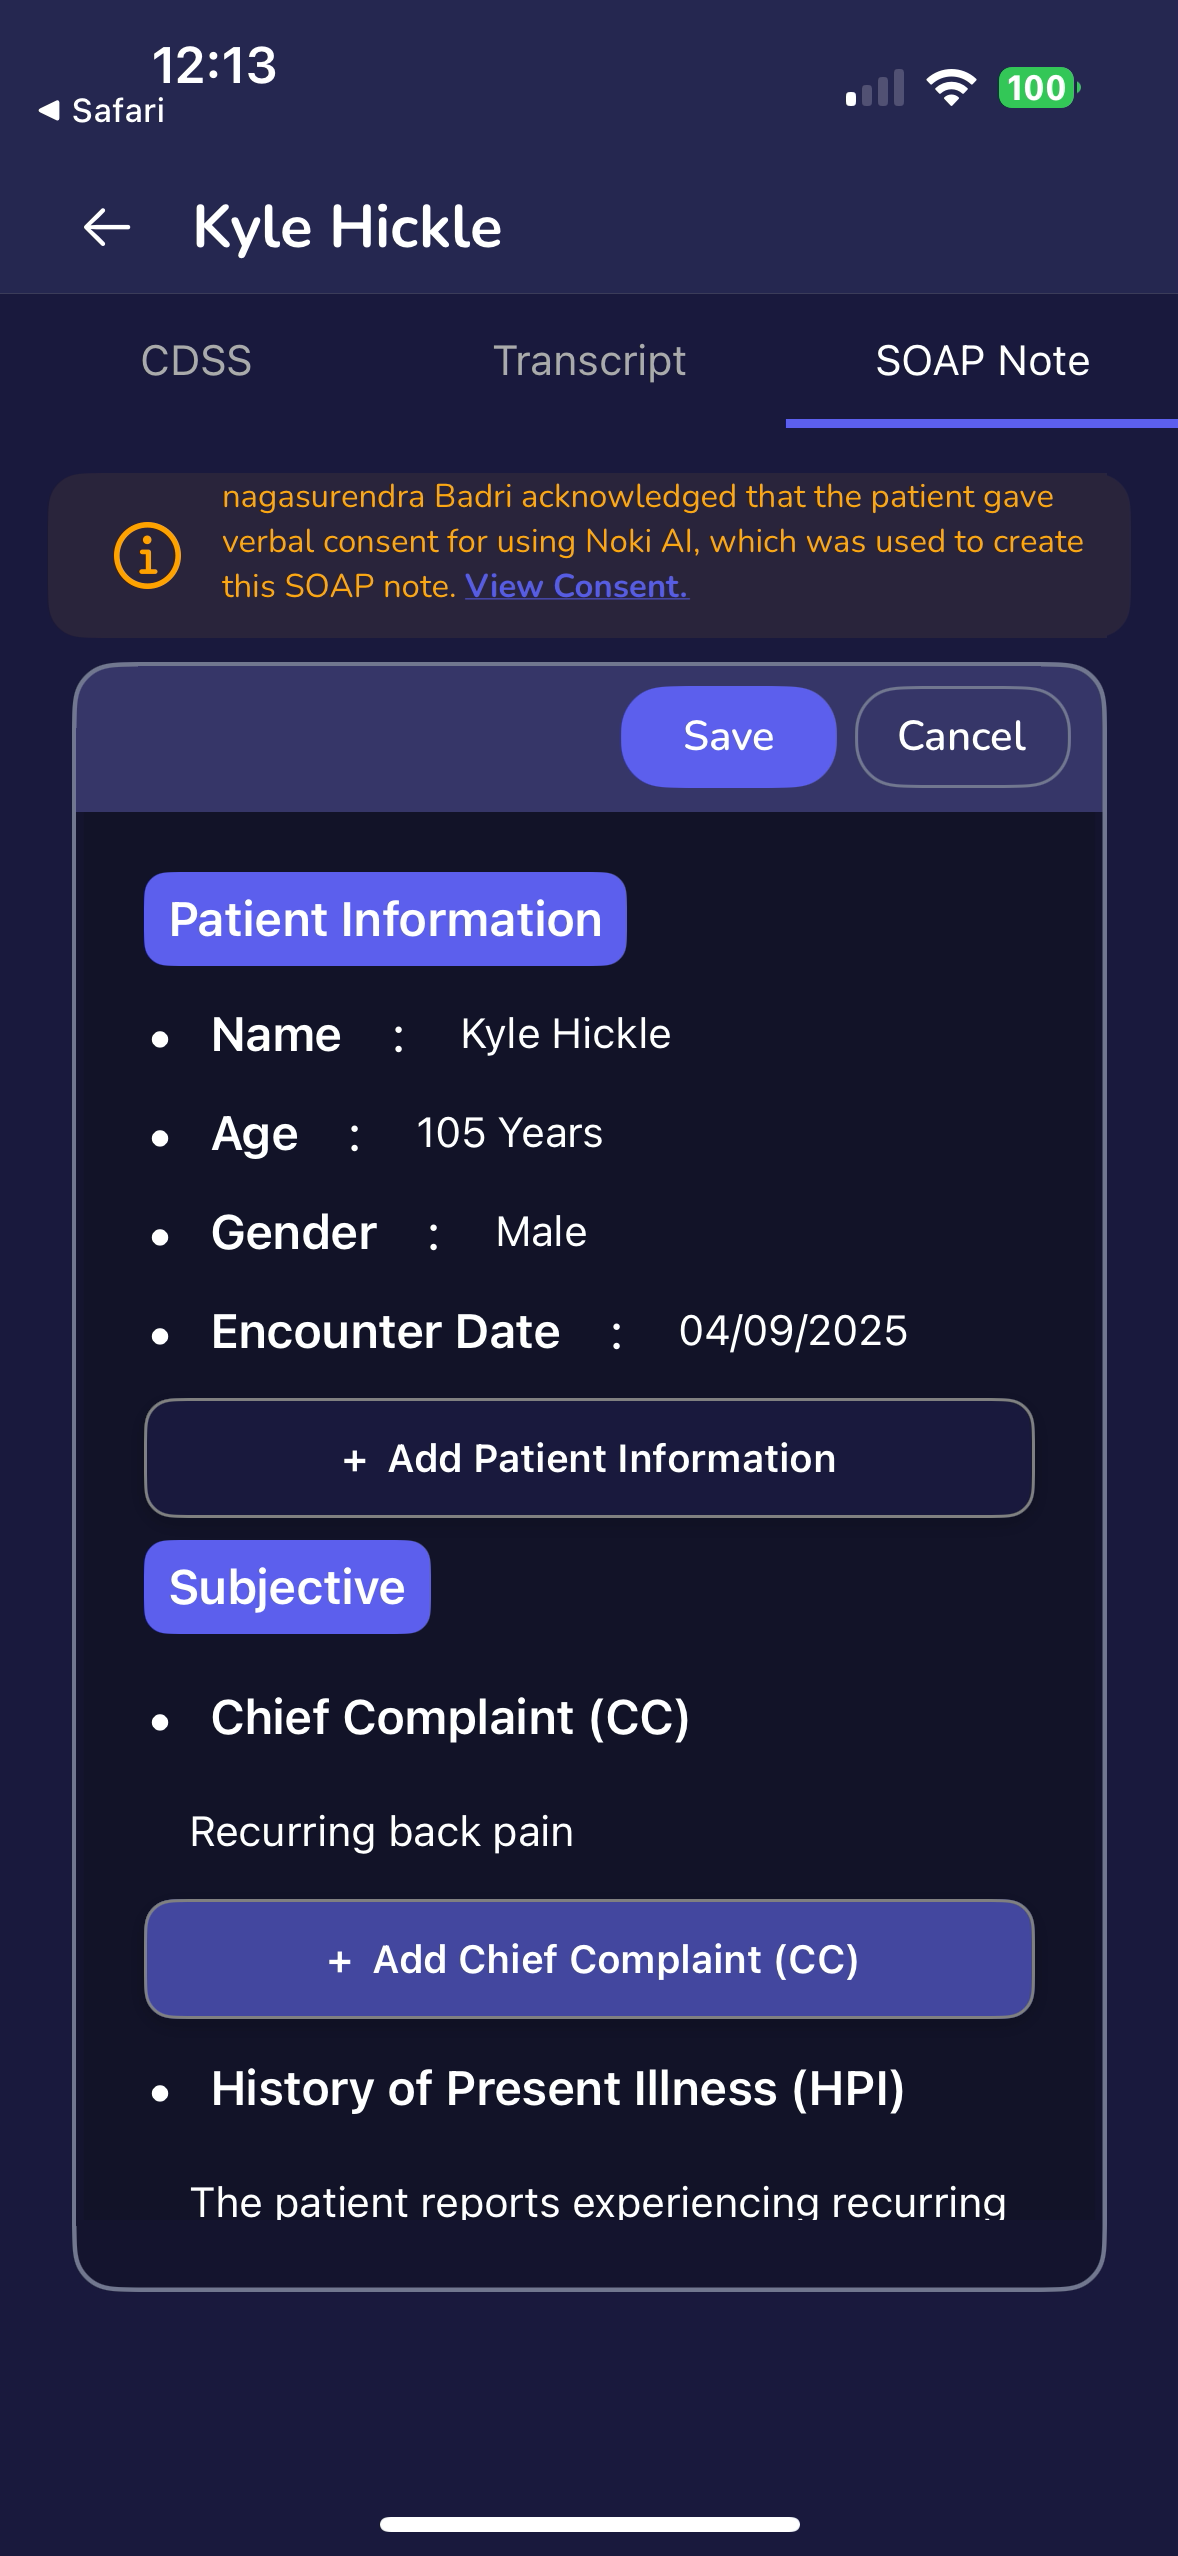 12:13
Safari
100
Kyle Hickle
CDSS
Transcript
SOAP Note
nagasurendra Badri acknowledged that the patient gave
verbal consent for using Noki AI, which was used to create
this SOAP note. View Consent.
Save
Cancel
Patient Information
• Name : Kyle Hickle
• Age : 105 Years
• Gender : Male
• Encounter Date : 04/09/2025
+ Add Patient Information
Subjective
• Chief Complaint (CC)
Recurring back pain
+ Add Chief Complaint (CC)
• History of Present Illness (HPI)
The patient reports experiencing recurring